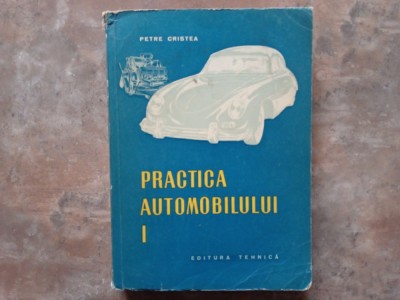 PETRE CRISTEA
PRACTICA
AUTOMOBILULUI
I
EDITURA TEHNICĂ